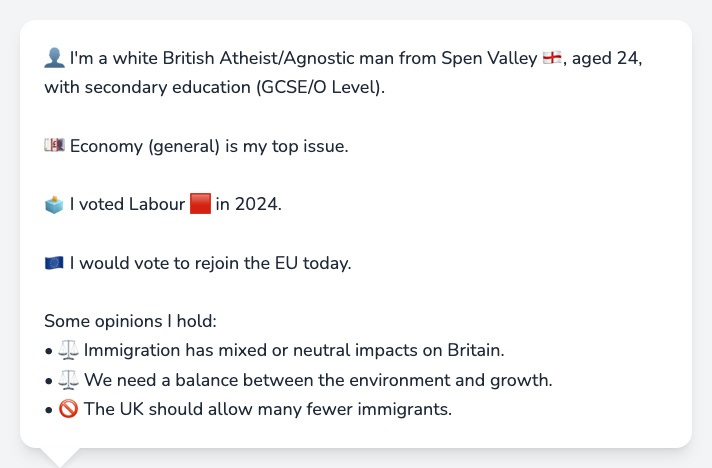 👤 I'm a white British Atheist/Agnostic man from Spen Valley 🏴󠁧󠁢󠁥󠁮󠁧󠁿, aged 24,
with secondary education (GCSE/O Level).
💷 Economy (general) is my top issue.
🗳️ I voted Labour 🟥 in 2024.
🇪🇺 I would vote to rejoin the EU today.
Some opinions I hold:
• ⚖️ Immigration has mixed or neutral impacts on Britain.
• ⚖️ We need a balance between the environment and growth.
• 🚫 The UK should allow many fewer immigrants.